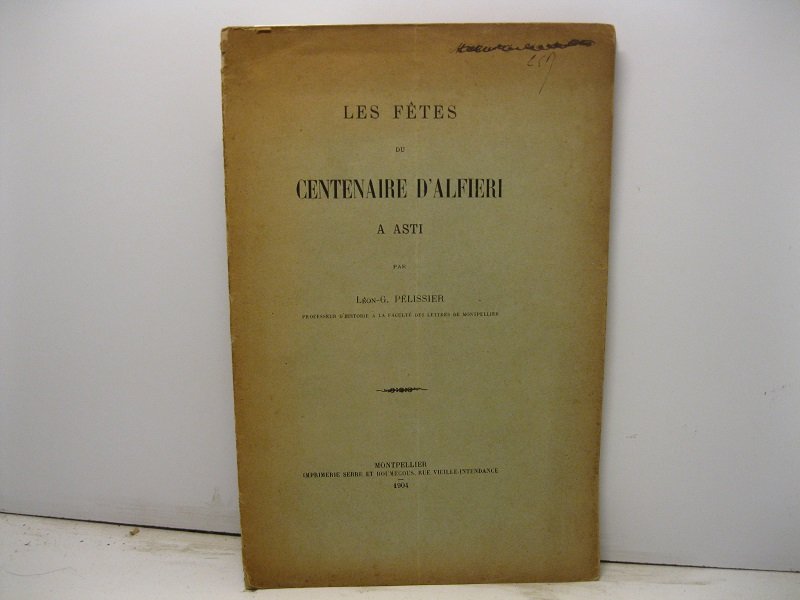 257
LES FÊTES
DU
CENTENAIRE D'ALFIERI
A ASTI
PAR
LÉON-G. PÉLISSIER
PROFESSEUR D'HISTOIRE A LA FACULTÉ DES LETTRES DE MONTPELLIER
MONTPELLIER
IMPRIMERIE SERRE ET ROUMÉGOUS, RUE VIEILLE-INTENDANCE
1904